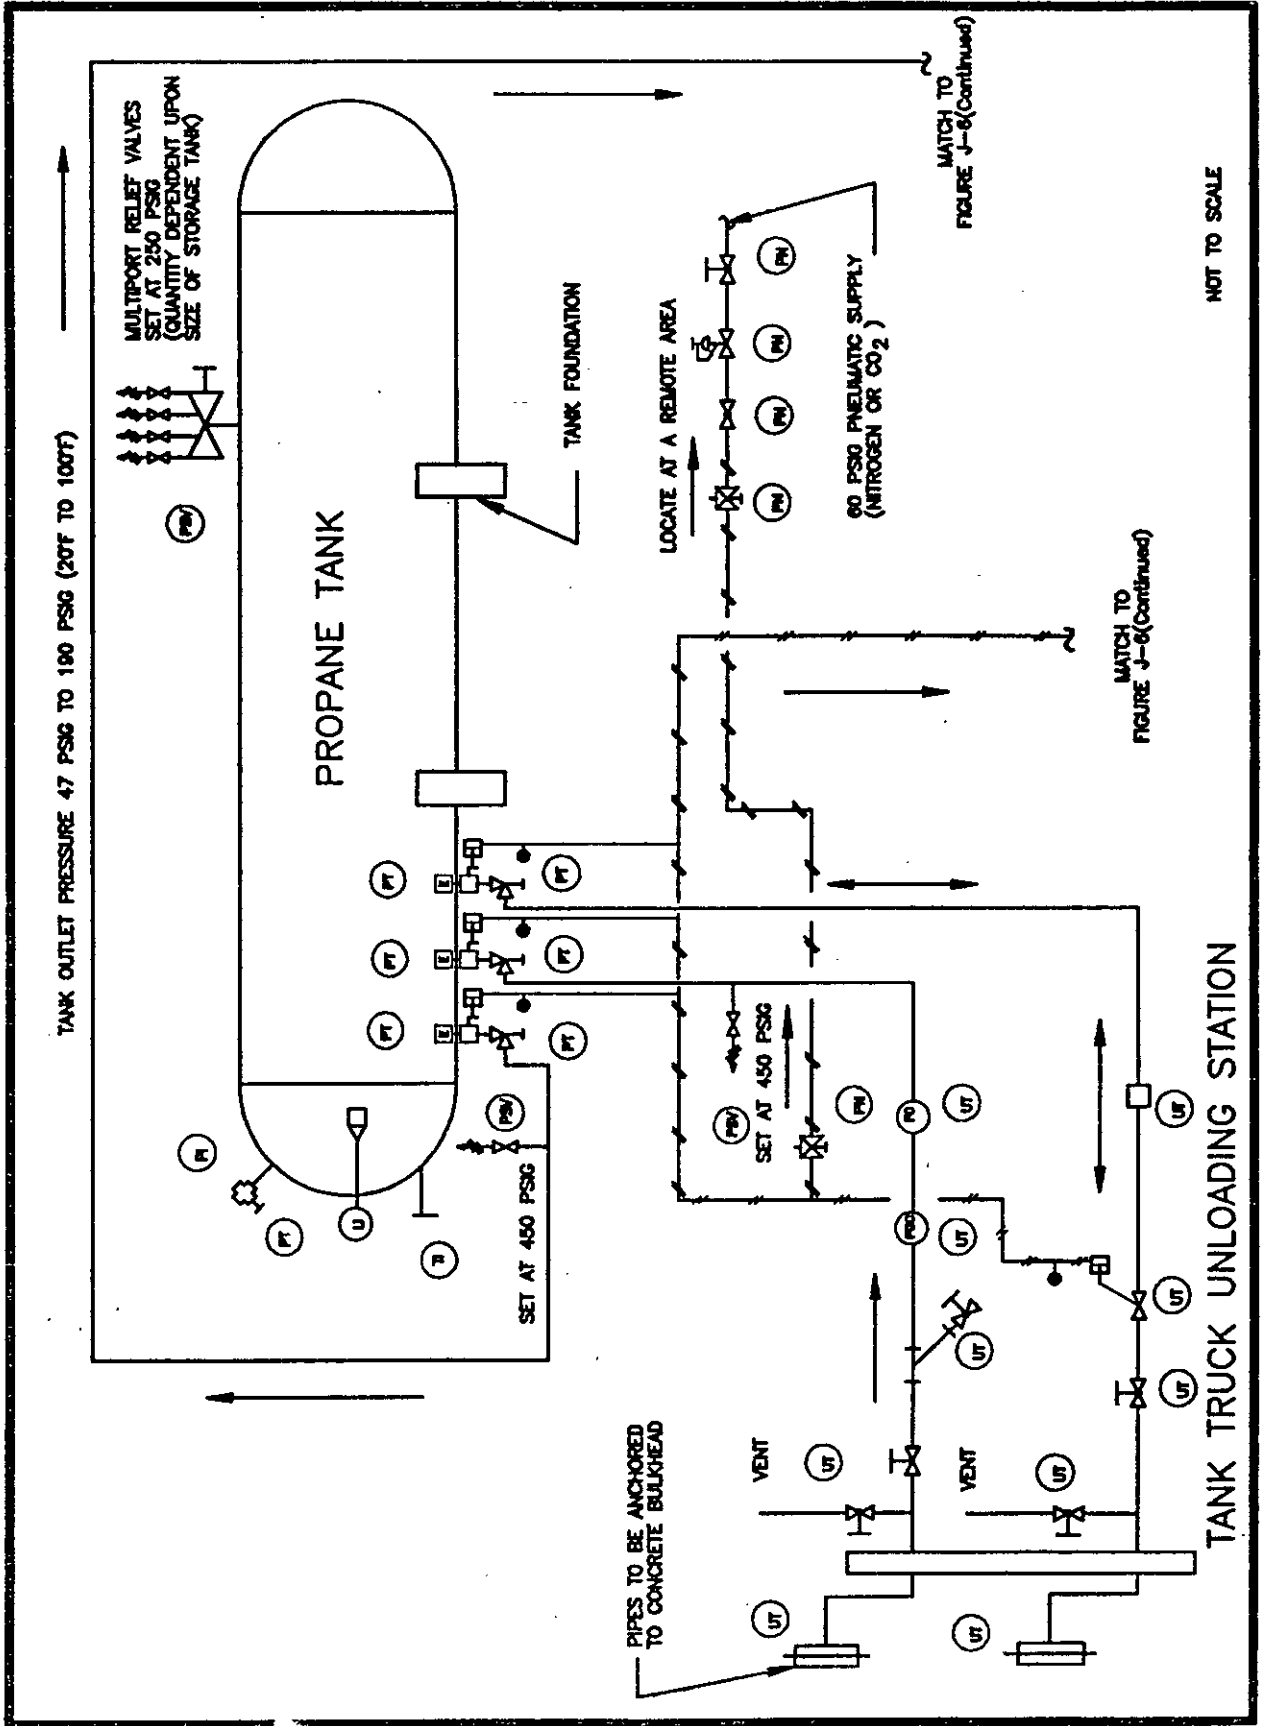 TANK OUTLET PRESSURE 47 PSIG TO 190 PSIG (20°F TO 100°F)
MULTIPORT RELIEF VALVES
SET AT 250 PSIG
(QUANTITY DEPENDENT UPON
SIZE OF STORAGE TANK)
PSV
PROPANE TANK
TANK FOUNDATION
PI
PT
LI
TI
PSV
SET AT 450 PSIG
PT
PT
PT
E
E
E
PT
PT
PT
LOCATE AT A REMOTE AREA
PN
PN
PN
PN
60 PSIG PNEUMATIC SUPPLY
(NITROGEN OR CO2)
MATCH TO
FIGURE J-6(Continued)
MATCH TO
FIGURE J-6(Continued)
NOT TO SCALE
PSV
SET AT 450 PSIG
PN
FO
UT
UT
UT
UT
UT
UT
PIPES TO BE ANCHORED
TO CONCRETE BULKHEAD
VENT
UT
VENT
UT
UT
UT
TANK TRUCK UNLOADING STATION